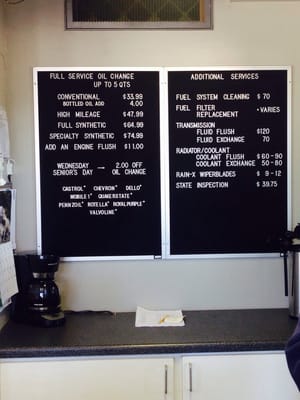 FULL SERVICE OIL CHANGE
UP TO 5 QTS
CONVENTIONAL $33.99
BOTTLED OIL ADD 4.00
HIGH MILEAGE $47.99
FULL SYNTHETIC $64.99
SPECIALTY SYNTHETIC $74.99
ADD AN ENGINE FLUSH $11.00
WEDNESDAY → 2.00 OFF
SENIOR'S DAY OIL CHANGE
CASTROL* CHEVRON* DELLO*
MOBILE 1* QUAKERSTATE*
PENNZOIL* ROTELLA* ROYALPURPLE*
VALVOLINE*
ADDITIONAL SERVICES
FUEL SYSTEM CLEANING $70
FUEL FILTER
REPLACEMENT *VARIES
TRANSMISSION
FLUID FLUSH $120
FLUID EXCHANGE 70
RADIATOR/COOLANT
COOLANT FLUSH $60-90
COOLANT EXCHANGE $50-80
RAIN-X WIPERBLADES $9-12
STATE INSPECTION $39.75